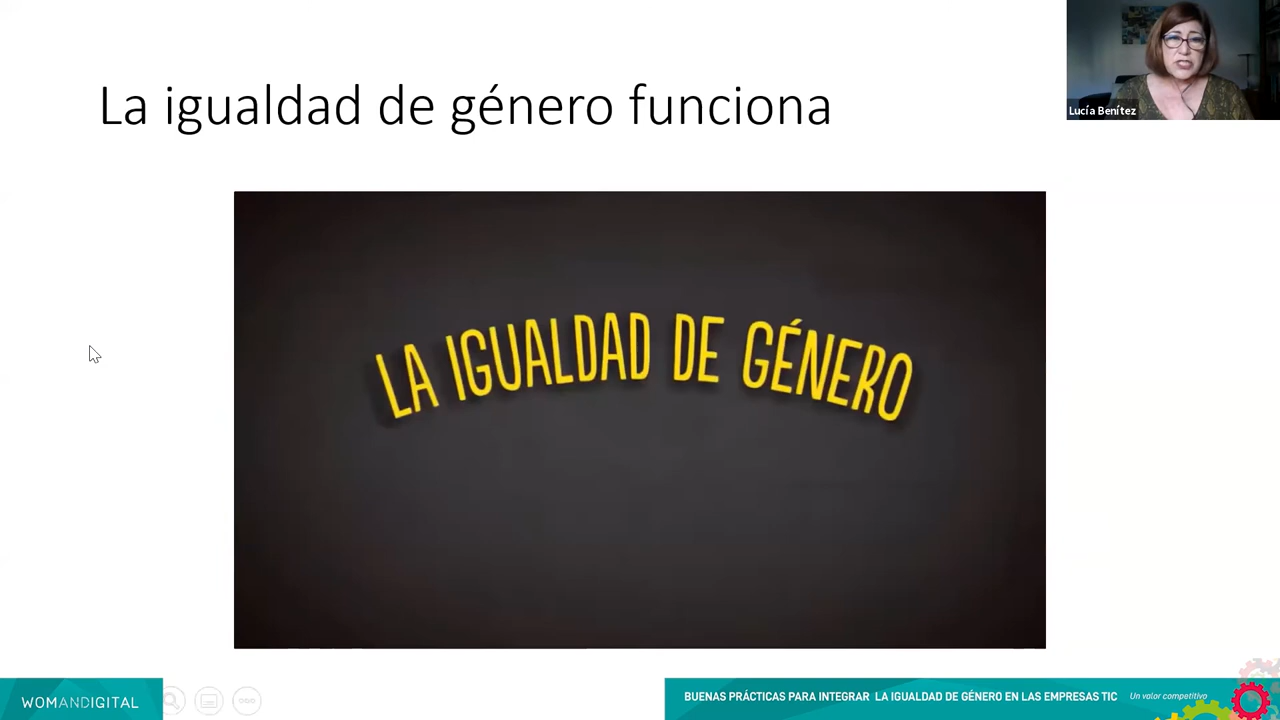 La igualdad de género funciona
Lucía Benítez
LA IGUALDAD DE GÉNERO
WOMANDIGITAL
BUENAS PRÁCTICAS PARA INTEGRAR LA IGUALDAD DE GÉNERO EN LAS EMPRESAS TIC
Un valor competitivo